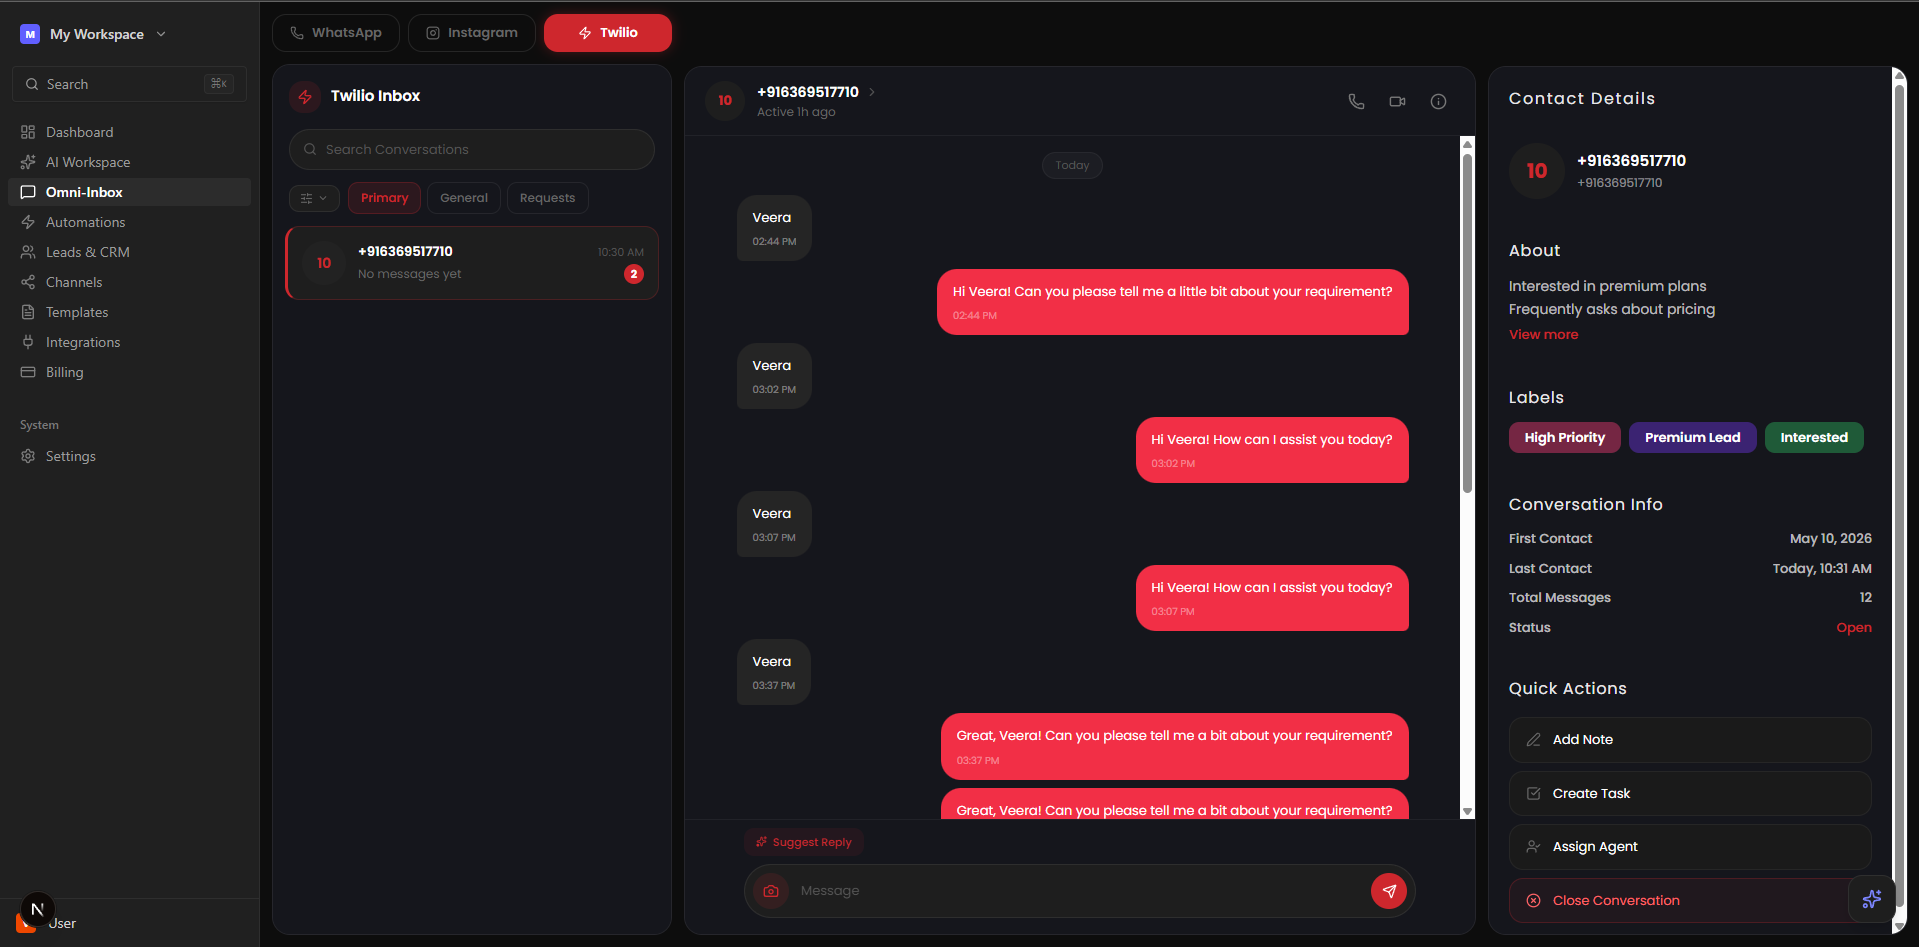 M My Workspace
Search ⌘K
Dashboard
AI Workspace
Omni-Inbox
Automations
Leads & CRM
Channels
Templates
Integrations
Billing
System
Settings
N
User
WhatsApp
Instagram
Twilio
Twilio Inbox
Search Conversations
Primary
General
Requests
10
+916369517710
10:30 AM
No messages yet
2
10
+916369517710
Active 1h ago
Today
Veera
02:44 PM
Hi Veera! Can you please tell me a little bit about your requirement?
02:44 PM
Veera
03:02 PM
Hi Veera! How can I assist you today?
03:02 PM
Veera
03:07 PM
Hi Veera! How can I assist you today?
03:07 PM
Veera
03:37 PM
Great, Veera! Can you please tell me a bit about your requirement?
03:37 PM
Great, Veera! Can you please tell me a bit about your requirement?
Suggest Reply
Message
Contact Details
10
+916369517710
+916369517710
About
Interested in premium plans
Frequently asks about pricing
View more
Labels
High Priority
Premium Lead
Interested
Conversation Info
First Contact May 10, 2026
Last Contact Today, 10:31 AM
Total Messages 12
Status Open
Quick Actions
Add Note
Create Task
Assign Agent
Close Conversation